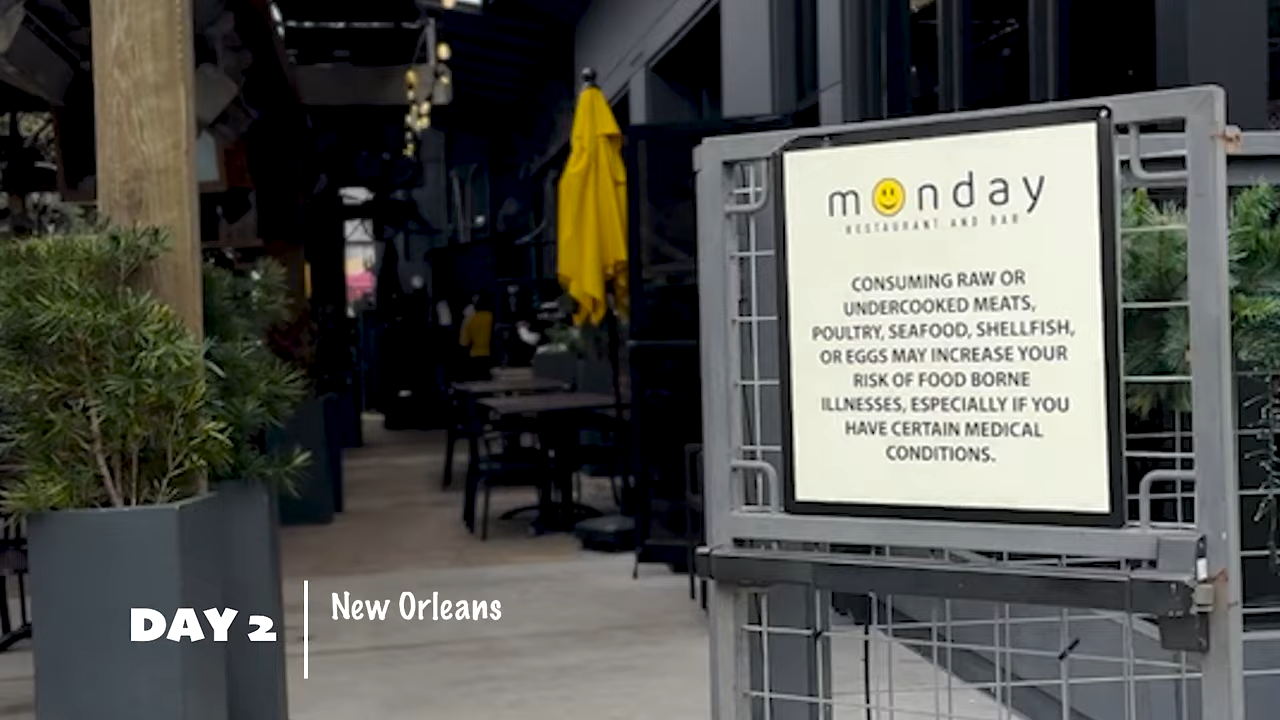 monday
RESTAURANT AND BAR
CONSUMING RAW OR
UNDERCOOKED MEATS,
POULTRY, SEAFOOD, SHELLFISH,
OR EGGS MAY INCREASE YOUR
RISK OF FOOD BORNE
ILLNESSES, ESPECIALLY IF YOU
HAVE CERTAIN MEDICAL
CONDITIONS.
DAY 2
New Orleans